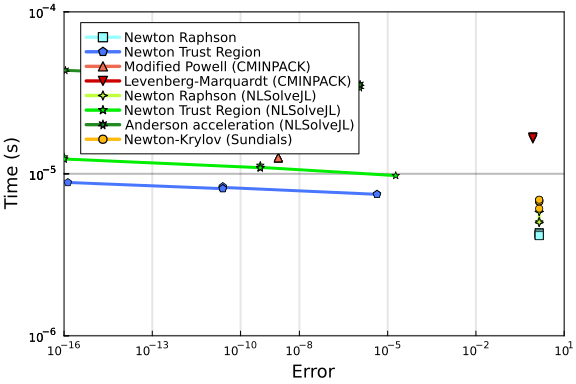 10⁻⁴
Newton Raphson
Newton Trust Region
Modified Powell (CMINPACK)
Levenberg-Marquardt (CMINPACK)
Newton Raphson (NLSolveJL)
Newton Trust Region (NLSolveJL)
Anderson acceleration (NLSolveJL)
Newton-Krylov (Sundials)
Time (s)
10⁻⁵
10⁻⁶
10⁻¹⁶ 10⁻¹³ 10⁻¹⁰ 10⁻⁸ 10⁻⁵ 10⁻² 10¹
Error